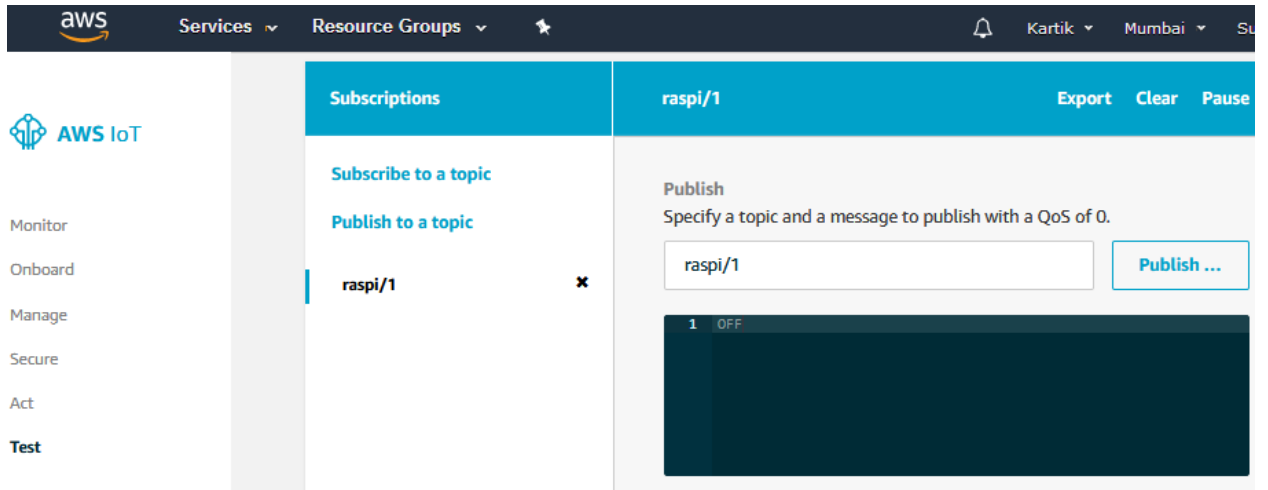 aws Services Resource Groups Kartik Mumbai Su
AWS IoT
Monitor
Onboard
Manage
Secure
Act
Test
Subscriptions
Subscribe to a topic
Publish to a topic
raspi/1
raspi/1 Export Clear Pause
Publish
Specify a topic and a message to publish with a QoS of 0.
raspi/1 Publish ...
1 OFF